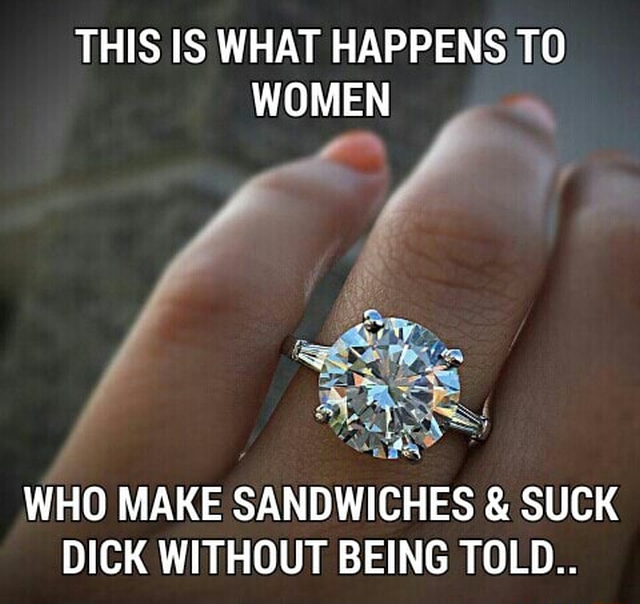 THIS IS WHAT HAPPENS TO
WOMEN
WHO MAKE SANDWICHES & SUCK
DICK WITHOUT BEING TOLD..